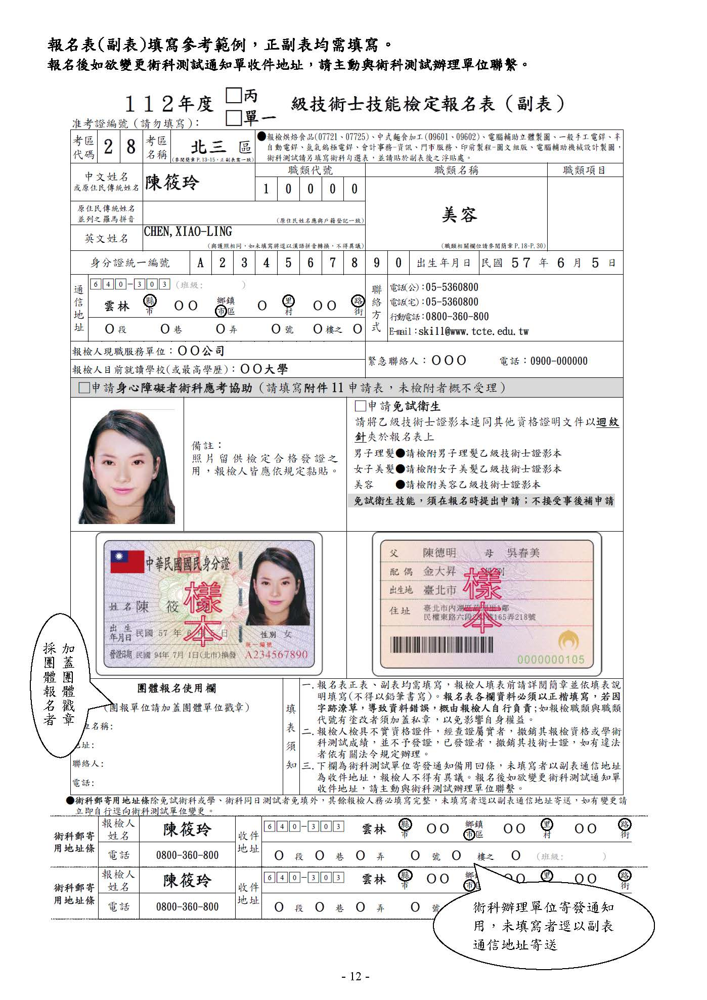 報名表(副表)填寫參考範例，正副表均需填寫。
報名後如欲變更術科測試通知單收件地址，請主動與術科測試辦理單位聯繫。
112年度 □丙 □單一 級技術士技能檢定報名表（副表）
准考證編號（請勿填寫）：
考區代碼 2 8 考區名稱 北三 區
(參閱簡章P.13~15，正副表需一致)
●報檢烘焙食品(07721、07725)、中式麵食加工(09601、09602)、電腦輔助立體製圖、一般手工電銲、半
自動電銲、氬氣鎢極電銲、會計事務-資訊、門市服務、印前製程-圖文組版、電腦輔助機械設計製圖，
術科測試請另填寫術科勾選表，並請貼於副表後之浮貼處。
中文姓名
或原住民傳統姓名
陳筱玲
職類代號 職類名稱 職類項目
1 0 0 0 0
美容
原住民傳統姓名
並列之羅馬拼音
(原住民姓名應與戶籍登記一致)
英文姓名
CHEN,XIAO-LING
(與護照相同，如未填寫將逕以漢語拼音轉換，不得異議)
(職類相關欄位請參閱簡章P.18~P.30)
身分證統一編號 A 2 3 4 5 6 7 8 9 0 出生年月日 民國 57 年 6 月 5 日
通信地址
640-303 (班級: )
雲林 縣市 ○○ 鄉鎮市區 ○ 里村 ○○ 路街
○段 ○巷 ○弄 ○號 ○樓之 ○
聯絡方式
電話(公):05-5360800
電話(宅):05-5360800
行動電話:0800-360-800
E-mail:skill@www.tcte.edu.tw
報檢人現職服務單位：○○公司
報檢人目前就讀學校(或最高學歷)：○○大學
緊急聯絡人：○○○ 電話：0900-000000
□申請身心障礙者術科應考協助（請填寫附件11申請表，未檢附者概不受理）
備註：
照片留供檢定合格發證之
用，報檢人皆應依規定黏貼。
□申請免試衛生
請將乙級技術士證影本連同其他資格證明文件以迴紋
針夾於報名表上
男子理髮●請檢附男子理髮乙級技術士證影本
女子美髮●請檢附女子美髮乙級技術士證影本
美容 ●請檢附美容乙級技術士證影本
免試衛生技能，須在報名時提出申請；不接受事後補申請
中華民國國民身分證
樣本
姓名 陳 筱
出生年月日 民國 57 年 6 月 5 日
性別 女
統一編號
發證日期 民國 94年 7月 1日(北市)換發
A234567890
父 陳德明 母 吳春美
配偶 金大昇
出生地 臺北市
住址 臺北市內湖區
民權東路六段
165弄218號
樣本
0000000105
加蓋團體戳章
採團體報名者
團體報名使用欄
(團報單位請加蓋團體單位戳章)
位名稱:
地址:
聯絡人:
電話:
填表須知
一.報名表正表、副表均需填寫，報檢人填表前請詳閱簡章並依填表說
明填寫(不得以鉛筆書寫)。報名表各欄資料必須以正楷填寫，若因
字跡潦草，導致資料錯誤，概由報檢人自行負責；如報檢職類與職類
代號有塗改者須加蓋私章，以免影響自身權益。
二.報檢人檢具不實資格證件，經查證屬實者，撤銷其報檢資格或學術
科測試成績，並不予發證，已發證者，撤銷其技術士證，如有違法
者依有關法令規定辦理。
三.下欄為術科測試單位寄發通知備用回條，未填寫者以副表通信地址
為收件地址，報檢人不得有異議。報名後如欲變更術科測試通知單
收件地址，請主動與術科測試辦理單位聯繫。
●術科郵寄用地址條除免試術科或學、術科同日測試者免填外，其餘報檢人務必填寫完整，未填寫者逕以副表通信地址寄送，如有變更請
立即自行逕向術科測試單位變更。
術科郵寄用地址條
報檢人姓名 陳筱玲 收件地址 640-303 雲林 縣市 ○○ 鄉鎮市區 ○○ 里村 ○○ 路街
電話 0800-360-800 ○ 段 ○ 巷 ○ 弄 ○ 號 ○ 樓之 ○ (班級: )
術科郵寄用地址條
報檢人姓名 陳筱玲 收件地址 640-303 雲林 縣市 ○○ 鄉 市 ○○ 里 ○○ 路街
電話 0800-360-800 ○ 段 ○ 巷 ○ 弄 ○ 號
術科辦理單位寄發通知
用，未填寫者逕以副表
通信地址寄送
- 12 -